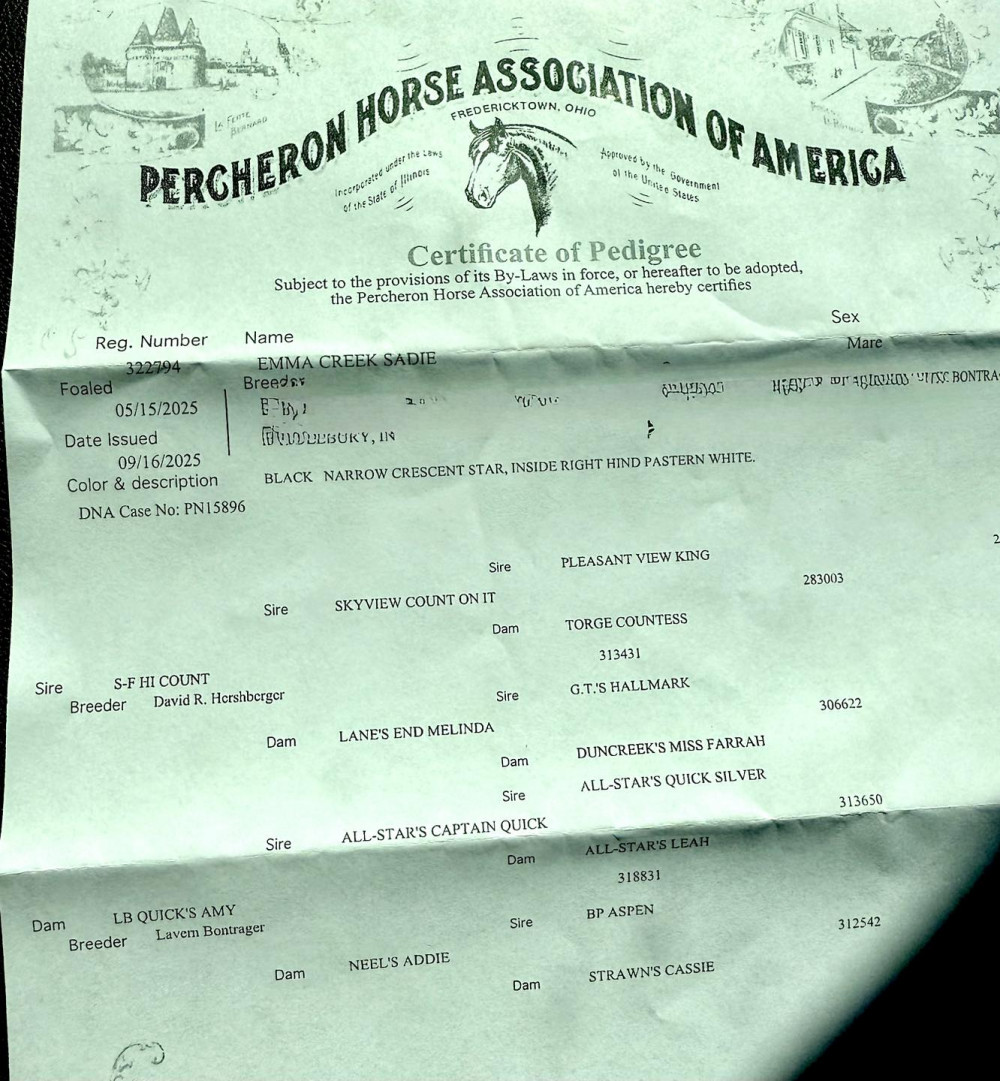 LA FERTE
BERNARD
PERCHERON HORSE ASSOCIATION OF AMERICA
FREDERICKTOWN, OHIO
Incorporated under the Laws
of the State of Illinois
Approved by the Government
of the United States
Certificate of Pedigree
Subject to the provisions of its By-Laws in force, or hereafter to be adopted,
the Percheron Horse Association of America hereby certifies
Reg. Number Name Sex
322794 EMMA CREEK SADIE Mare
Foaled Breeder
05/15/2025 BONTRA
Date Issued IN
09/16/2025
Color & description BLACK NARROW CRESCENT STAR, INSIDE RIGHT HIND PASTERN WHITE.
DNA Case No: PN15896
Sire PLEASANT VIEW KING
2
283003
Sire SKYVIEW COUNT ON IT
Dam TORGE COUNTESS
313431
Sire S-F HI COUNT
Breeder David R. Hershberger
Sire G.T.'S HALLMARK
306622
Dam LANE'S END MELINDA
Dam DUNCREEK'S MISS FARRAH
Sire ALL-STAR'S QUICK SILVER
313650
Sire ALL-STAR'S CAPTAIN QUICK
Dam ALL-STAR'S LEAH
318831
Dam LB QUICK'S AMY
Breeder Lavern Bontrager
Sire BP ASPEN
312542
Dam NEEL'S ADDIE
Dam STRAWN'S CASSIE